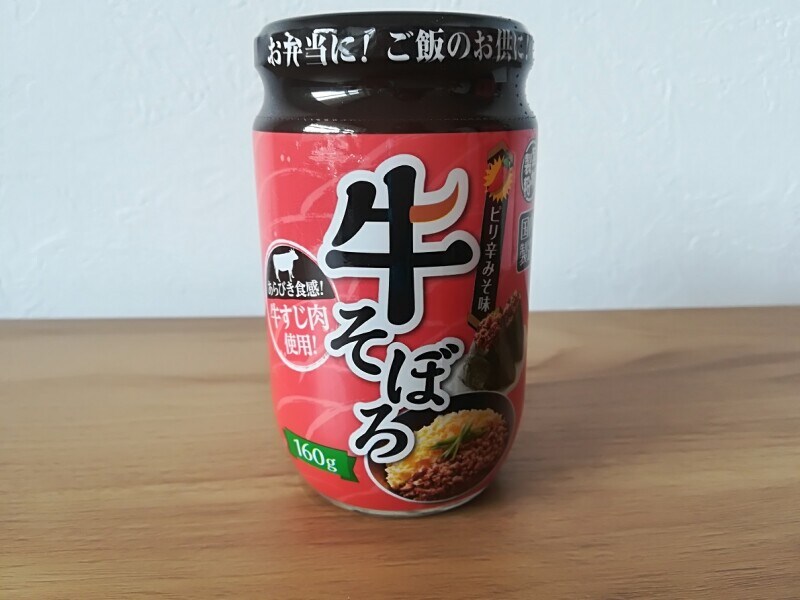 お弁当に！ご飯のお供に！
牛そぼろ
ピリ辛みそ味
あらびき食感！
牛すじ肉
使用！
160g